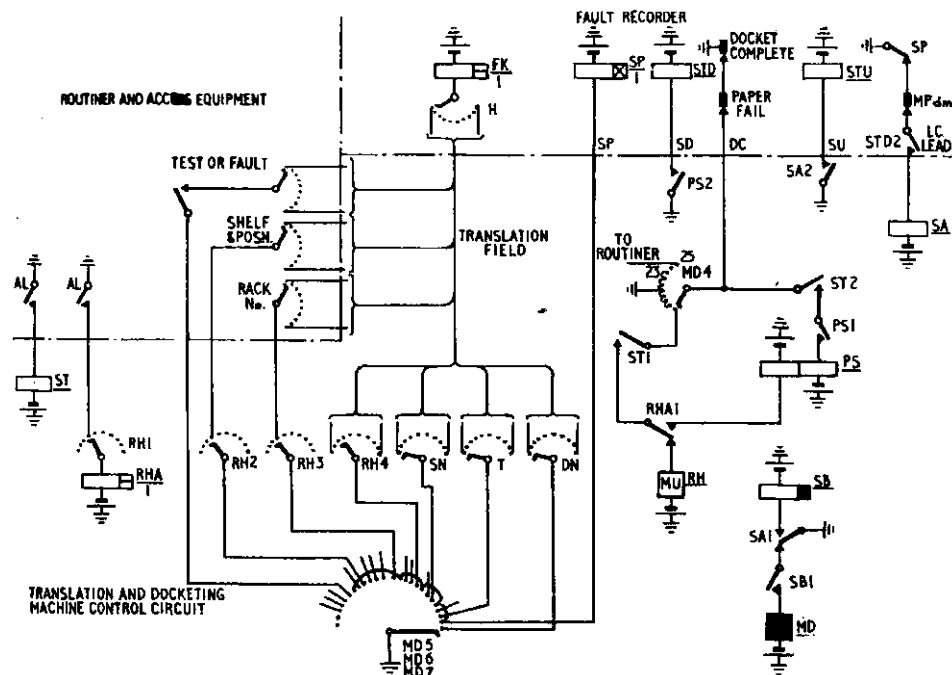 FAULT RECORDER
FK
1
SP
1
STD
DOCKET
COMPLETE
STU
SP
ROUTINER AND ACCESS EQUIPMENT
H
PAPER
FAIL
MPdm
STD2
LC
LEAD
TEST OR FAULT
SP
SD
DC
SU
PS2
SA2
SHELF
& POSN.
TRANSLATION
FIELD
SA
TO
ROUTINER
23
25
MD4
AL
AL
RACK
No.
ST2
ST1
PS1
ST
PS
RHA1
RH1
RH2
RH3
RH4
SN
T
DN
RHA
1
MU
RH
SB
SA1
TRANSLATION AND DOCKETING
MACHINE CONTROL CIRCUIT
SB1
MD5
MD6
MD7
MD